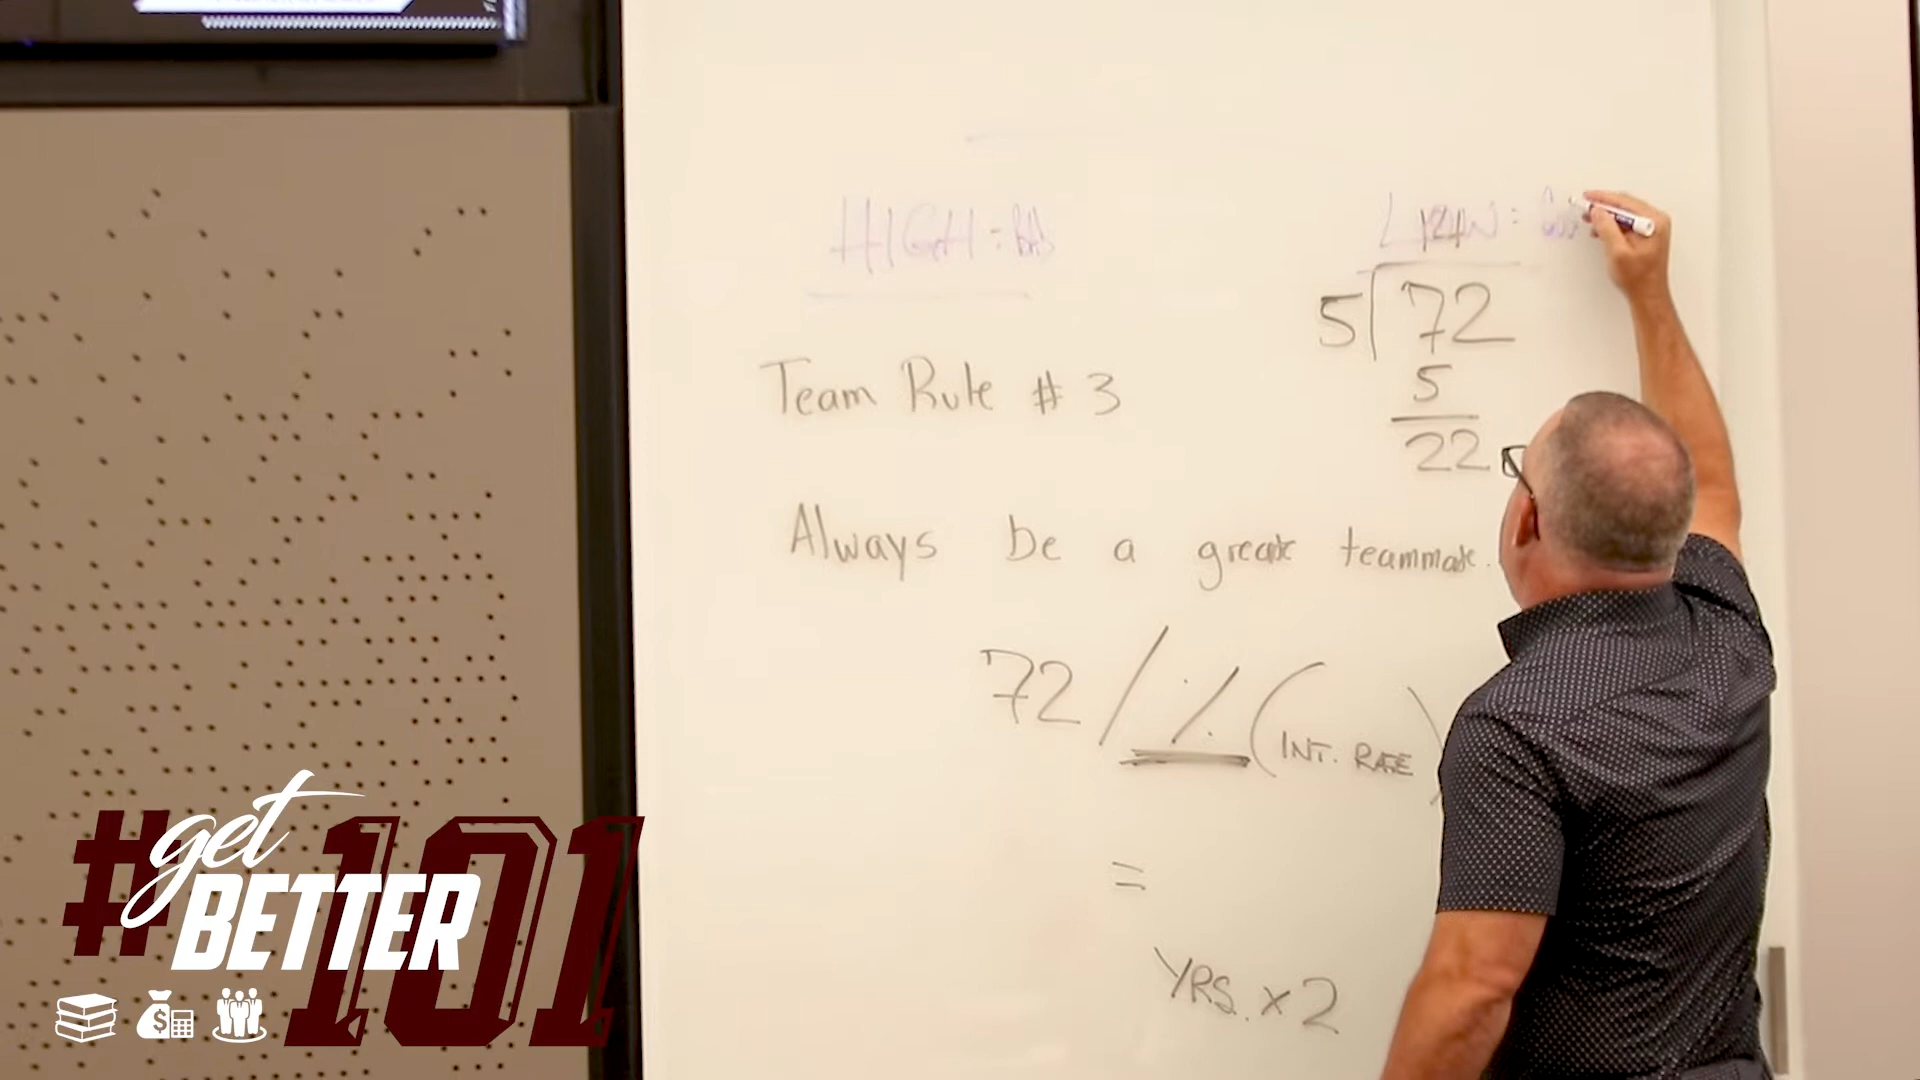 HIGH =
5 72
5
22
Team Rule # 3
Always be a great teammate.
72 / % (INT. RATE)
=
YRS. x 2
#get
BETTER
101